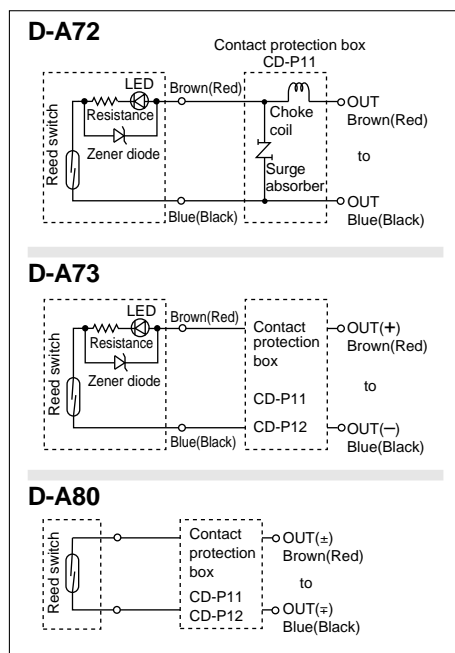 D-A72
Contact protection box
CD-P11
LED
Brown(Red)
OUT
Brown(Red)
Resistance
Choke
coil
Zener diode
Reed switch
to
Surge
absorber
OUT
Blue(Black)
Blue(Black)
D-A73
LED
Brown(Red)
Contact
protection
box
OUT(+)
Brown(Red)
Resistance
Zener diode
Reed switch
to
CD-P11
CD-P12
OUT(−)
Blue(Black)
Blue(Black)
D-A80
Reed switch
Contact
protection
box
CD-P11
CD-P12
OUT(±)
Brown(Red)
to
OUT(∓)
Blue(Black)